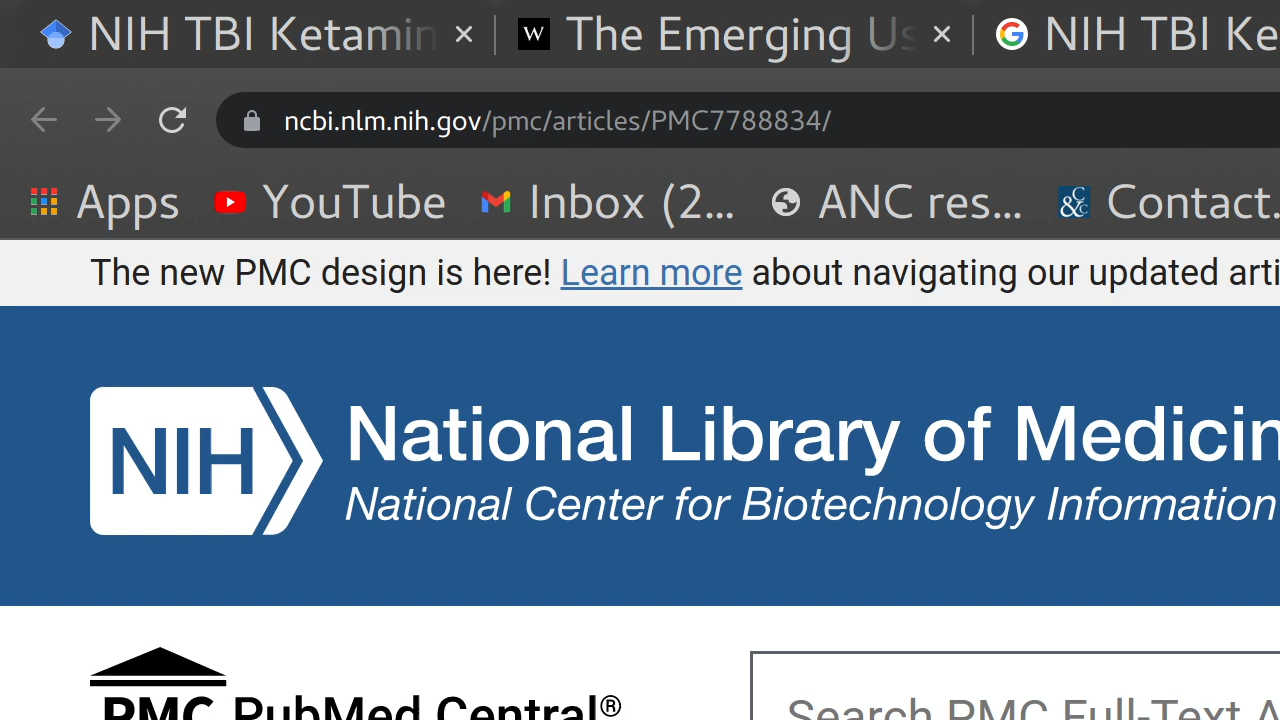 NIH TBI Ketamin The Emerging Us NIH TBI Ke
ncbi.nlm.nih.gov/pmc/articles/PMC7788834/
Apps YouTube Inbox (2... ANC res... Contact.
The new PMC design is here! Learn more about navigating our updated arti
NIH National Library of Medicin
National Center for Biotechnology Information
PMC PubMed Central®
Search PMC Full-Text A